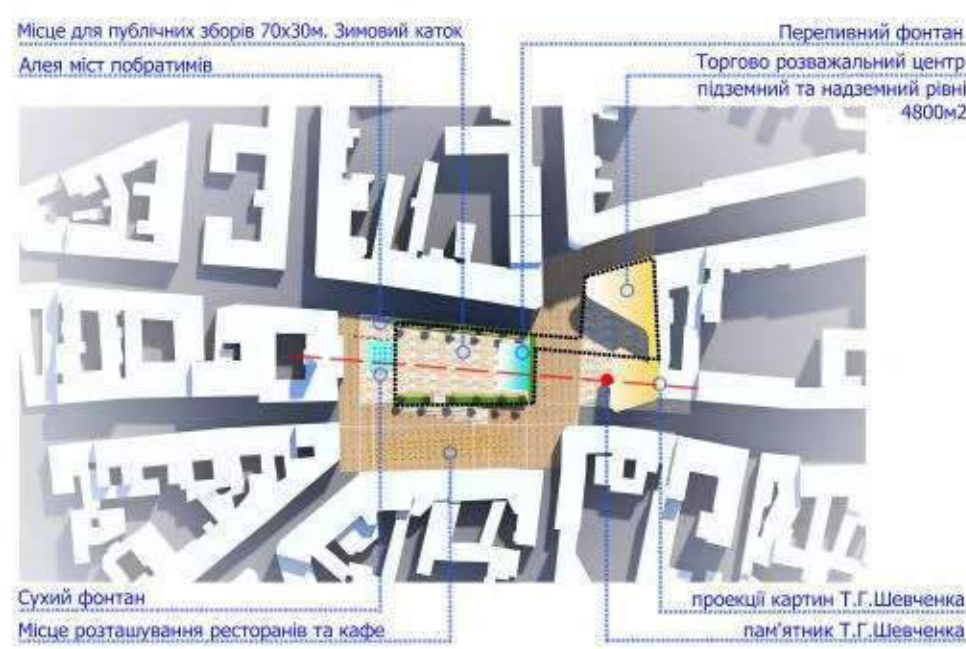 Місце для публічних зборів 70х30м. Зимовий каток
Алея міст побратимів
Переливний фонтан
Торгово розважальний центр
підземний та надземний рівні
4800м2
Сухий фонтан
Місце розташування ресторанів та кафе
проекції картин Т.Г.Шевченка
пам'ятник Т.Г.Шевченка